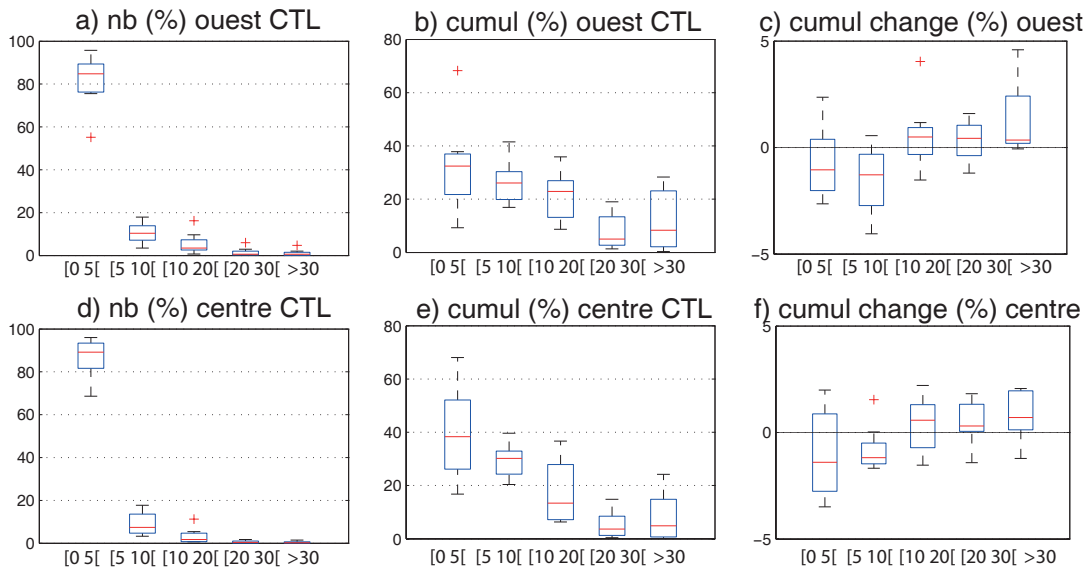 a) nb (%) ouest CTL
100
80
60
40
20
0
[0 5[ [5 10[ [10 20[ [20 30[ >30
b) cumul (%) ouest CTL
80
60
40
20
0
[0 5[ [5 10[ [10 20[ [20 30[ >30
c) cumul change (%) ouest
5
0
−5
[0 5[ [5 10[ [10 20[ [20 30[ >30
d) nb (%) centre CTL
100
80
60
40
20
0
[0 5[ [5 10[ [10 20[ [20 30[ >30
e) cumul (%) centre CTL
80
60
40
20
0
[0 5[ [5 10[ [10 20[ [20 30[ >30
f) cumul change (%) centre
5
0
−5
[0 5[ [5 10[ [10 20[ [20 30[ >30